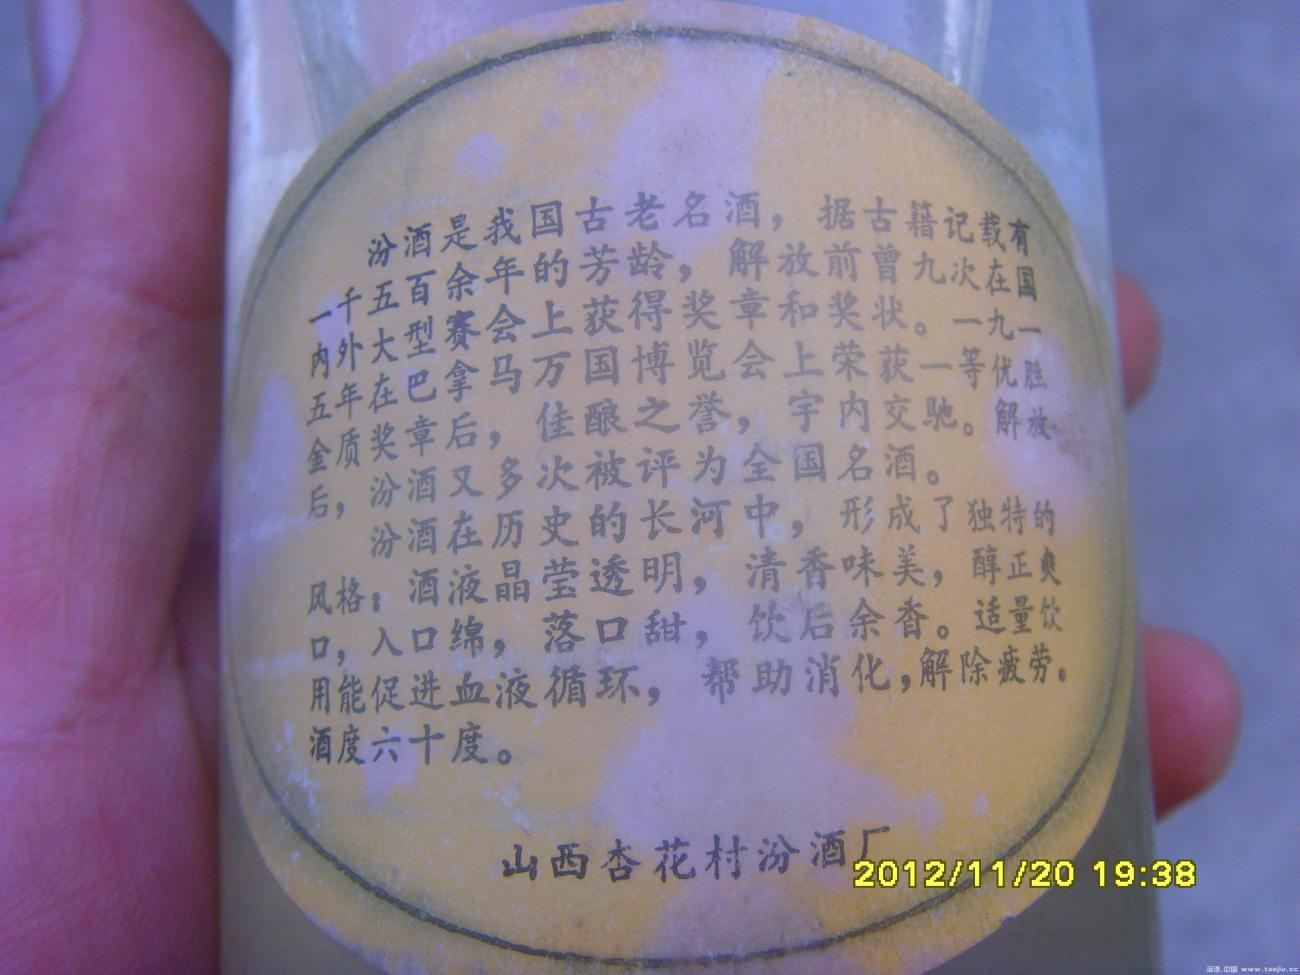 汾酒是我国古老名酒，据古籍记载有
一千五百余年的芳龄，解放前曾九次在国
内外大型赛会上获得奖章和奖状。一九一
五年在巴拿马万国博览会上荣获一等优胜
金质奖章后，佳酿之誉，宇内交驰。解放
后，汾酒又多次被评为全国名酒。
汾酒在历史的长河中，形成了独特的
风格：酒液晶莹透明，清香味美，醇正爽
口，入口绵，落口甜，饮后余香。适量饮
用能促进血液循环，帮助消化，解除疲劳。
酒度六十度。
山西杏花村汾酒厂
2012/11/20 19:38
www.taojiu.cc